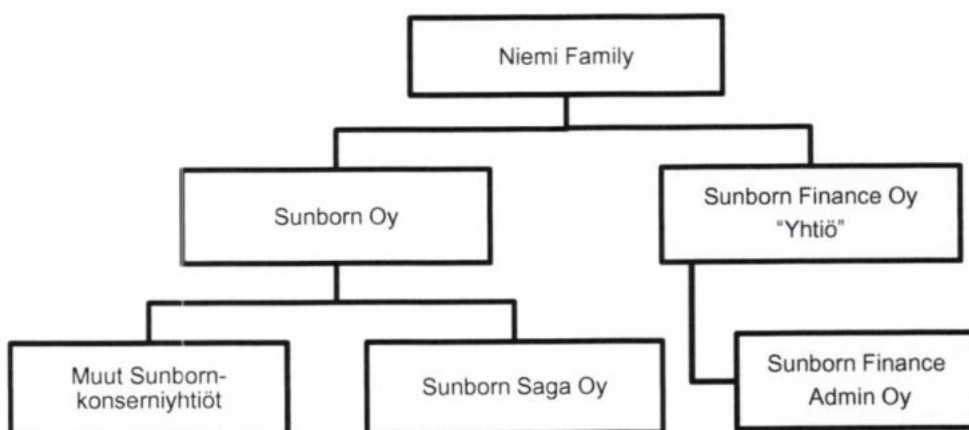 Niemi Family
Sunborn Oy
Sunborn Finance Oy
“Yhtiö”
Muut Sunborn-
konserniyhtiöt
Sunborn Saga Oy
Sunborn Finance
Admin Oy